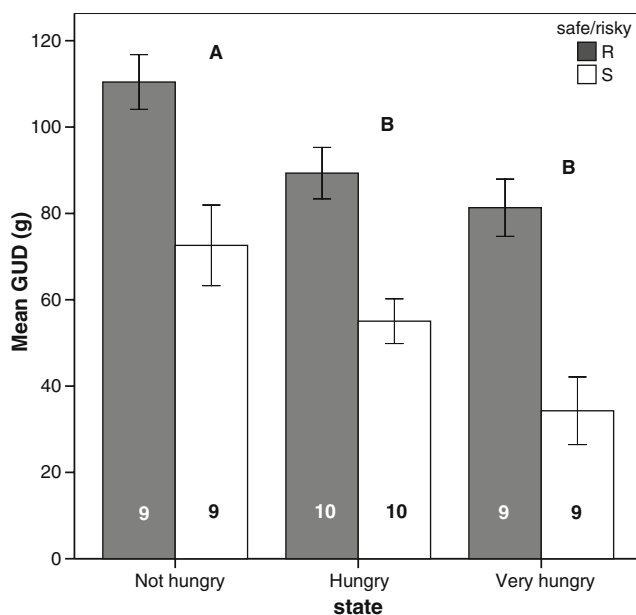 safe/risky
R
S
120
100
80
60
40
20
0
Mean GUD (g)
A
B
B
9
9
10
10
9
9
Not hungry
Hungry
Very hungry
state